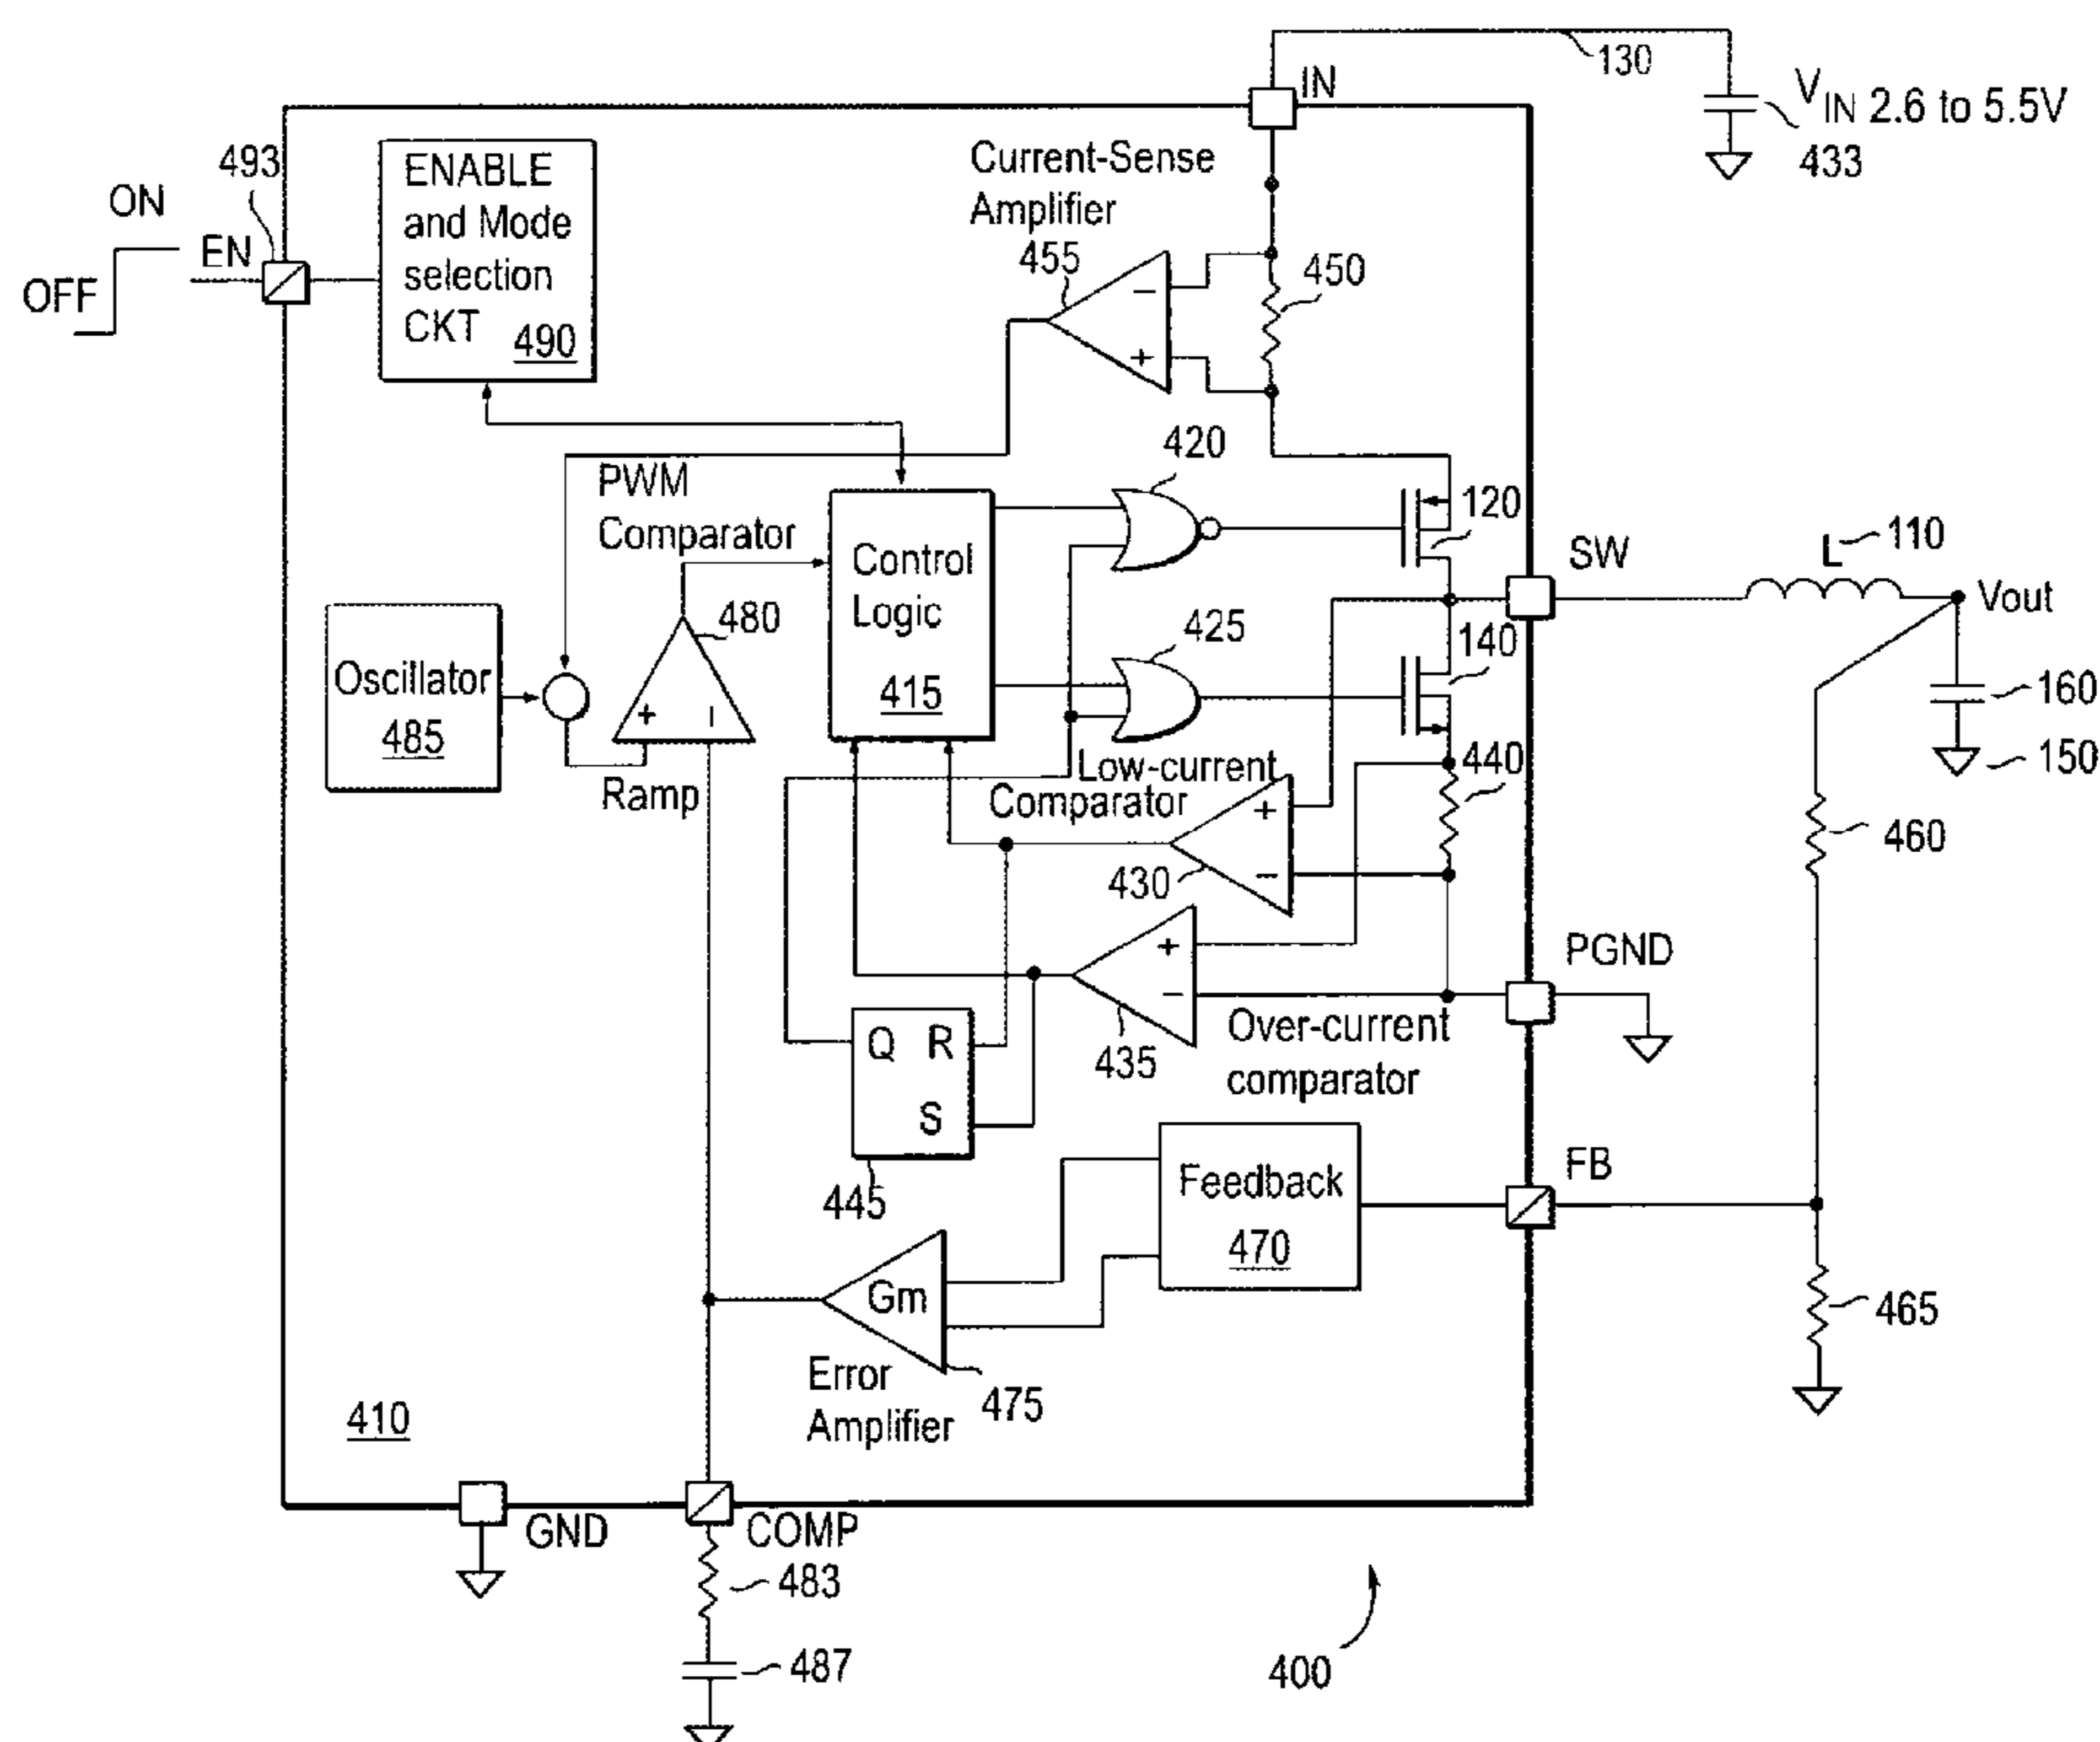 130
IN
V_IN 2.6 to 5.5V
433
493
ON
OFF
EN
ENABLE
and Mode
selection
CKT
490
Current-Sense
Amplifier
455
-
+
450
420
120
PWM
Comparator
480
+
-
Ramp
Oscillator
485
Control
Logic
415
425
140
SW
L
110
Vout
160
150
Low-current
Comparator
430
+
-
440
460
435
+
-
Over-current
comparator
PGND
Q R
S
445
Feedback
470
FB
465
Gm
Error
Amplifier
475
410
GND
COMP
483
487
400